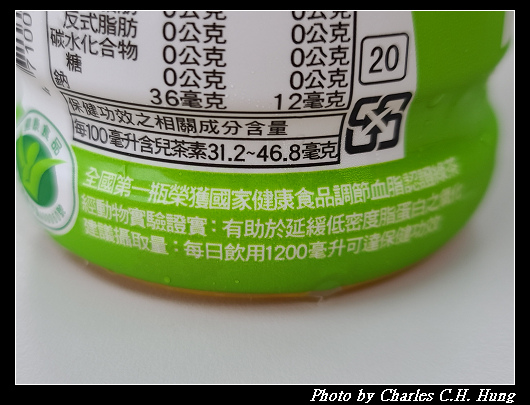 反式脂肪 0公克 0公克
碳水化合物 0公克 0公克
糖 0公克 0公克
鈉 36毫克 12毫克
保健功效之相關成分含量
每100毫升含兒茶素31.2~46.8毫克
20
全國第一瓶榮獲國家健康食品調節血脂認證綠茶
經動物實驗證實：有助於延緩低密度脂蛋白之氧化
建議攝取量：每日飲用1200毫升可達保健功效
Photo by Charles C.H. Hung